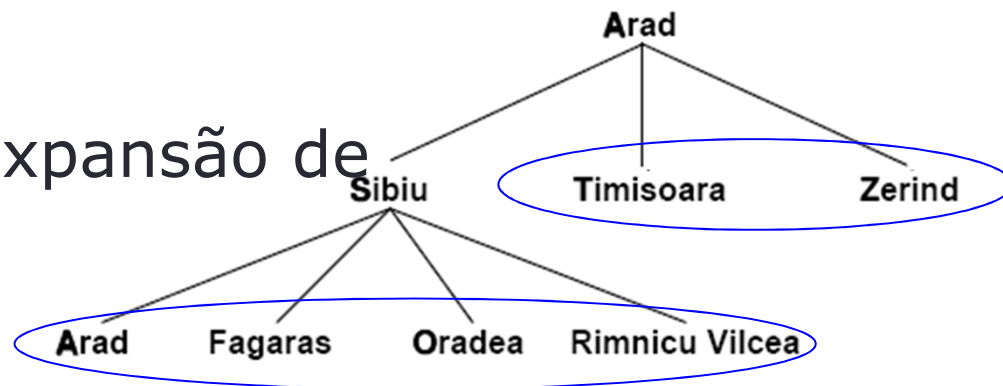 Arad
xpansão de
Sibiu Timisoara Zerind
Arad Fagaras Oradea Rimnicu Vilcea